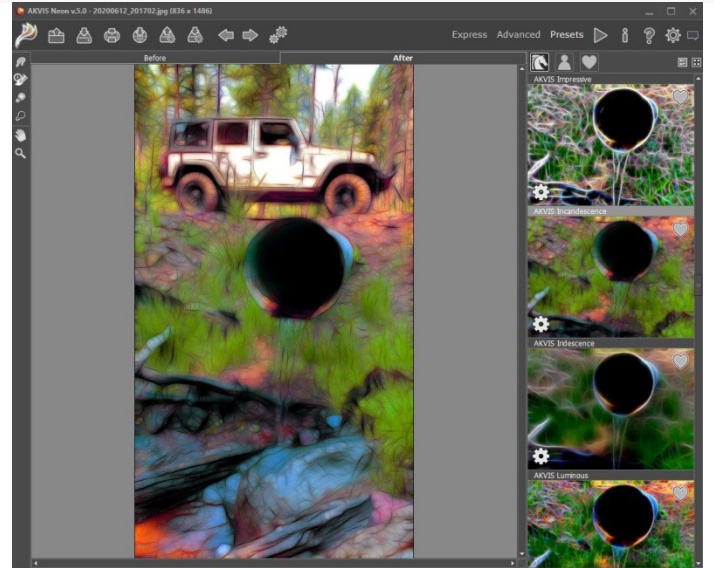 AKVIS Neon v.5.0 - 20200612_201702.jpg (836 x 1486)
Express Advanced Presets
Before After
AKVIS Impressive
AKVIS Incandescence
AKVIS Iridescence
AKVIS Luminous